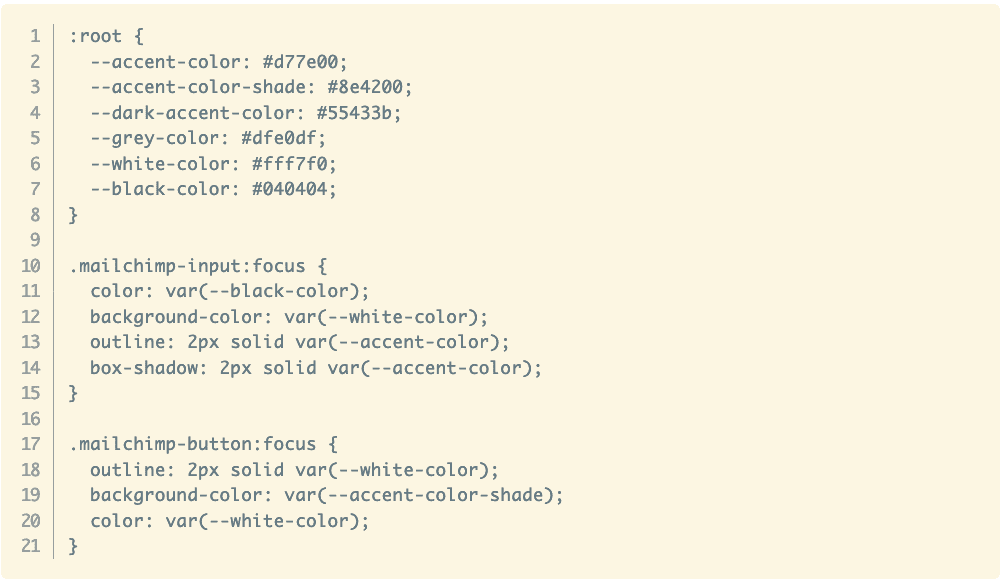 1 :root {
2   --accent-color: #d77e00;
3   --accent-color-shade: #8e4200;
4   --dark-accent-color: #55433b;
5   --grey-color: #dfe0df;
6   --white-color: #fff7f0;
7   --black-color: #040404;
8 }
9
10 .mailchimp-input:focus {
11   color: var(--black-color);
12   background-color: var(--white-color);
13   outline: 2px solid var(--accent-color);
14   box-shadow: 2px solid var(--accent-color);
15 }
16
17 .mailchimp-button:focus {
18   outline: 2px solid var(--white-color);
19   background-color: var(--accent-color-shade);
20   color: var(--white-color);
21 }